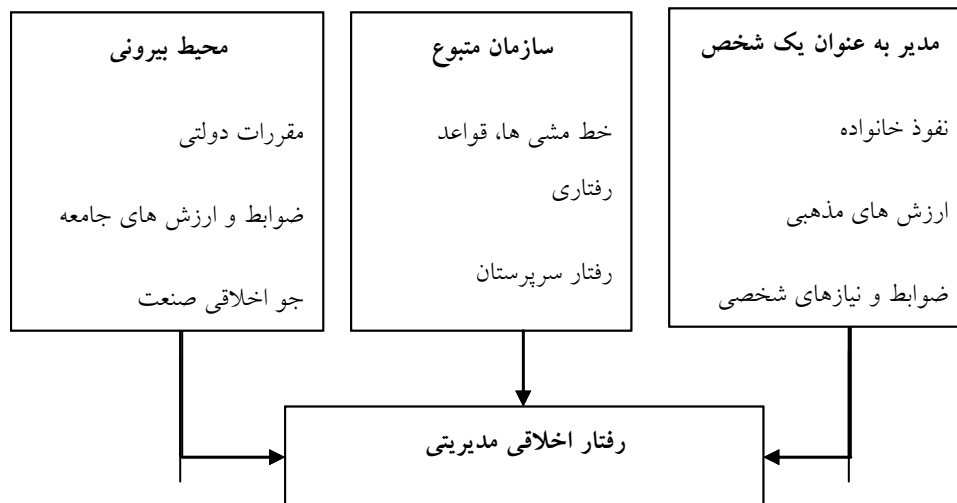 مدیر به عنوان یک شخص
نفوذ خانواده
ارزش های مذهبی
ضوابط و نیازهای شخصی
سازمان متبوع
خط مشی ها، قواعد
رفتاری
رفتار سرپرستان
محیط بیرونی
مقررات دولتی
ضوابط و ارزش های جامعه
جو اخلاقی صنعت
رفتار اخلاقی مدیریتی